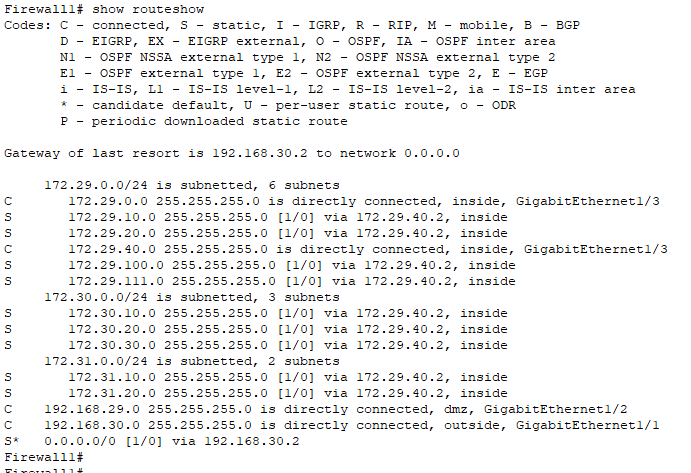 Firewall1# show routeshow
Codes: C - connected, S - static, I - IGRP, R - RIP, M - mobile, B - BGP
D - EIGRP, EX - EIGRP external, O - OSPF, IA - OSPF inter area
N1 - OSPF NSSA external type 1, N2 - OSPF NSSA external type 2
E1 - OSPF external type 1, E2 - OSPF external type 2, E - EGP
i - IS-IS, L1 - IS-IS level-1, L2 - IS-IS level-2, ia - IS-IS inter area
* - candidate default, U - per-user static route, o - ODR
P - periodic downloaded static route
Gateway of last resort is 192.168.30.2 to network 0.0.0.0
172.29.0.0/24 is subnetted, 6 subnets
C 172.29.0.0 255.255.255.0 is directly connected, inside, GigabitEthernet1/3
S 172.29.10.0 255.255.255.0 [1/0] via 172.29.40.2, inside
S 172.29.20.0 255.255.255.0 [1/0] via 172.29.40.2, inside
C 172.29.40.0 255.255.255.0 is directly connected, inside, GigabitEthernet1/3
S 172.29.100.0 255.255.255.0 [1/0] via 172.29.40.2, inside
S 172.29.111.0 255.255.255.0 [1/0] via 172.29.40.2, inside
172.30.0.0/24 is subnetted, 3 subnets
S 172.30.10.0 255.255.255.0 [1/0] via 172.29.40.2, inside
S 172.30.20.0 255.255.255.0 [1/0] via 172.29.40.2, inside
S 172.30.30.0 255.255.255.0 [1/0] via 172.29.40.2, inside
172.31.0.0/24 is subnetted, 2 subnets
S 172.31.10.0 255.255.255.0 [1/0] via 172.29.40.2, inside
S 172.31.20.0 255.255.255.0 [1/0] via 172.29.40.2, inside
C 192.168.29.0 255.255.255.0 is directly connected, dmz, GigabitEthernet1/2
C 192.168.30.0 255.255.255.0 is directly connected, outside, GigabitEthernet1/1
S* 0.0.0.0/0 [1/0] via 192.168.30.2
Firewall1#
Firewall1#